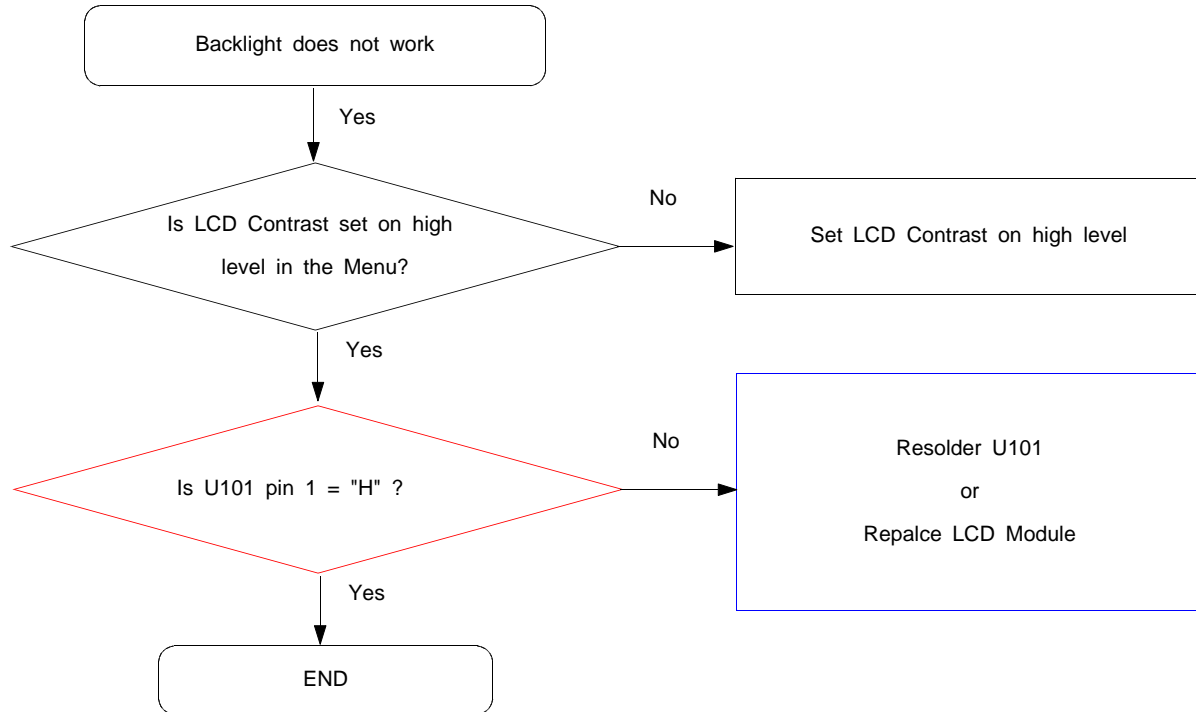 Backlight does not work
Yes
Is LCD Contrast set on high
level in the Menu?
No
Set LCD Contrast on high level
Yes
Is U101 pin 1 = "H" ?
No
Resolder U101
or
Repalce LCD Module
Yes
END